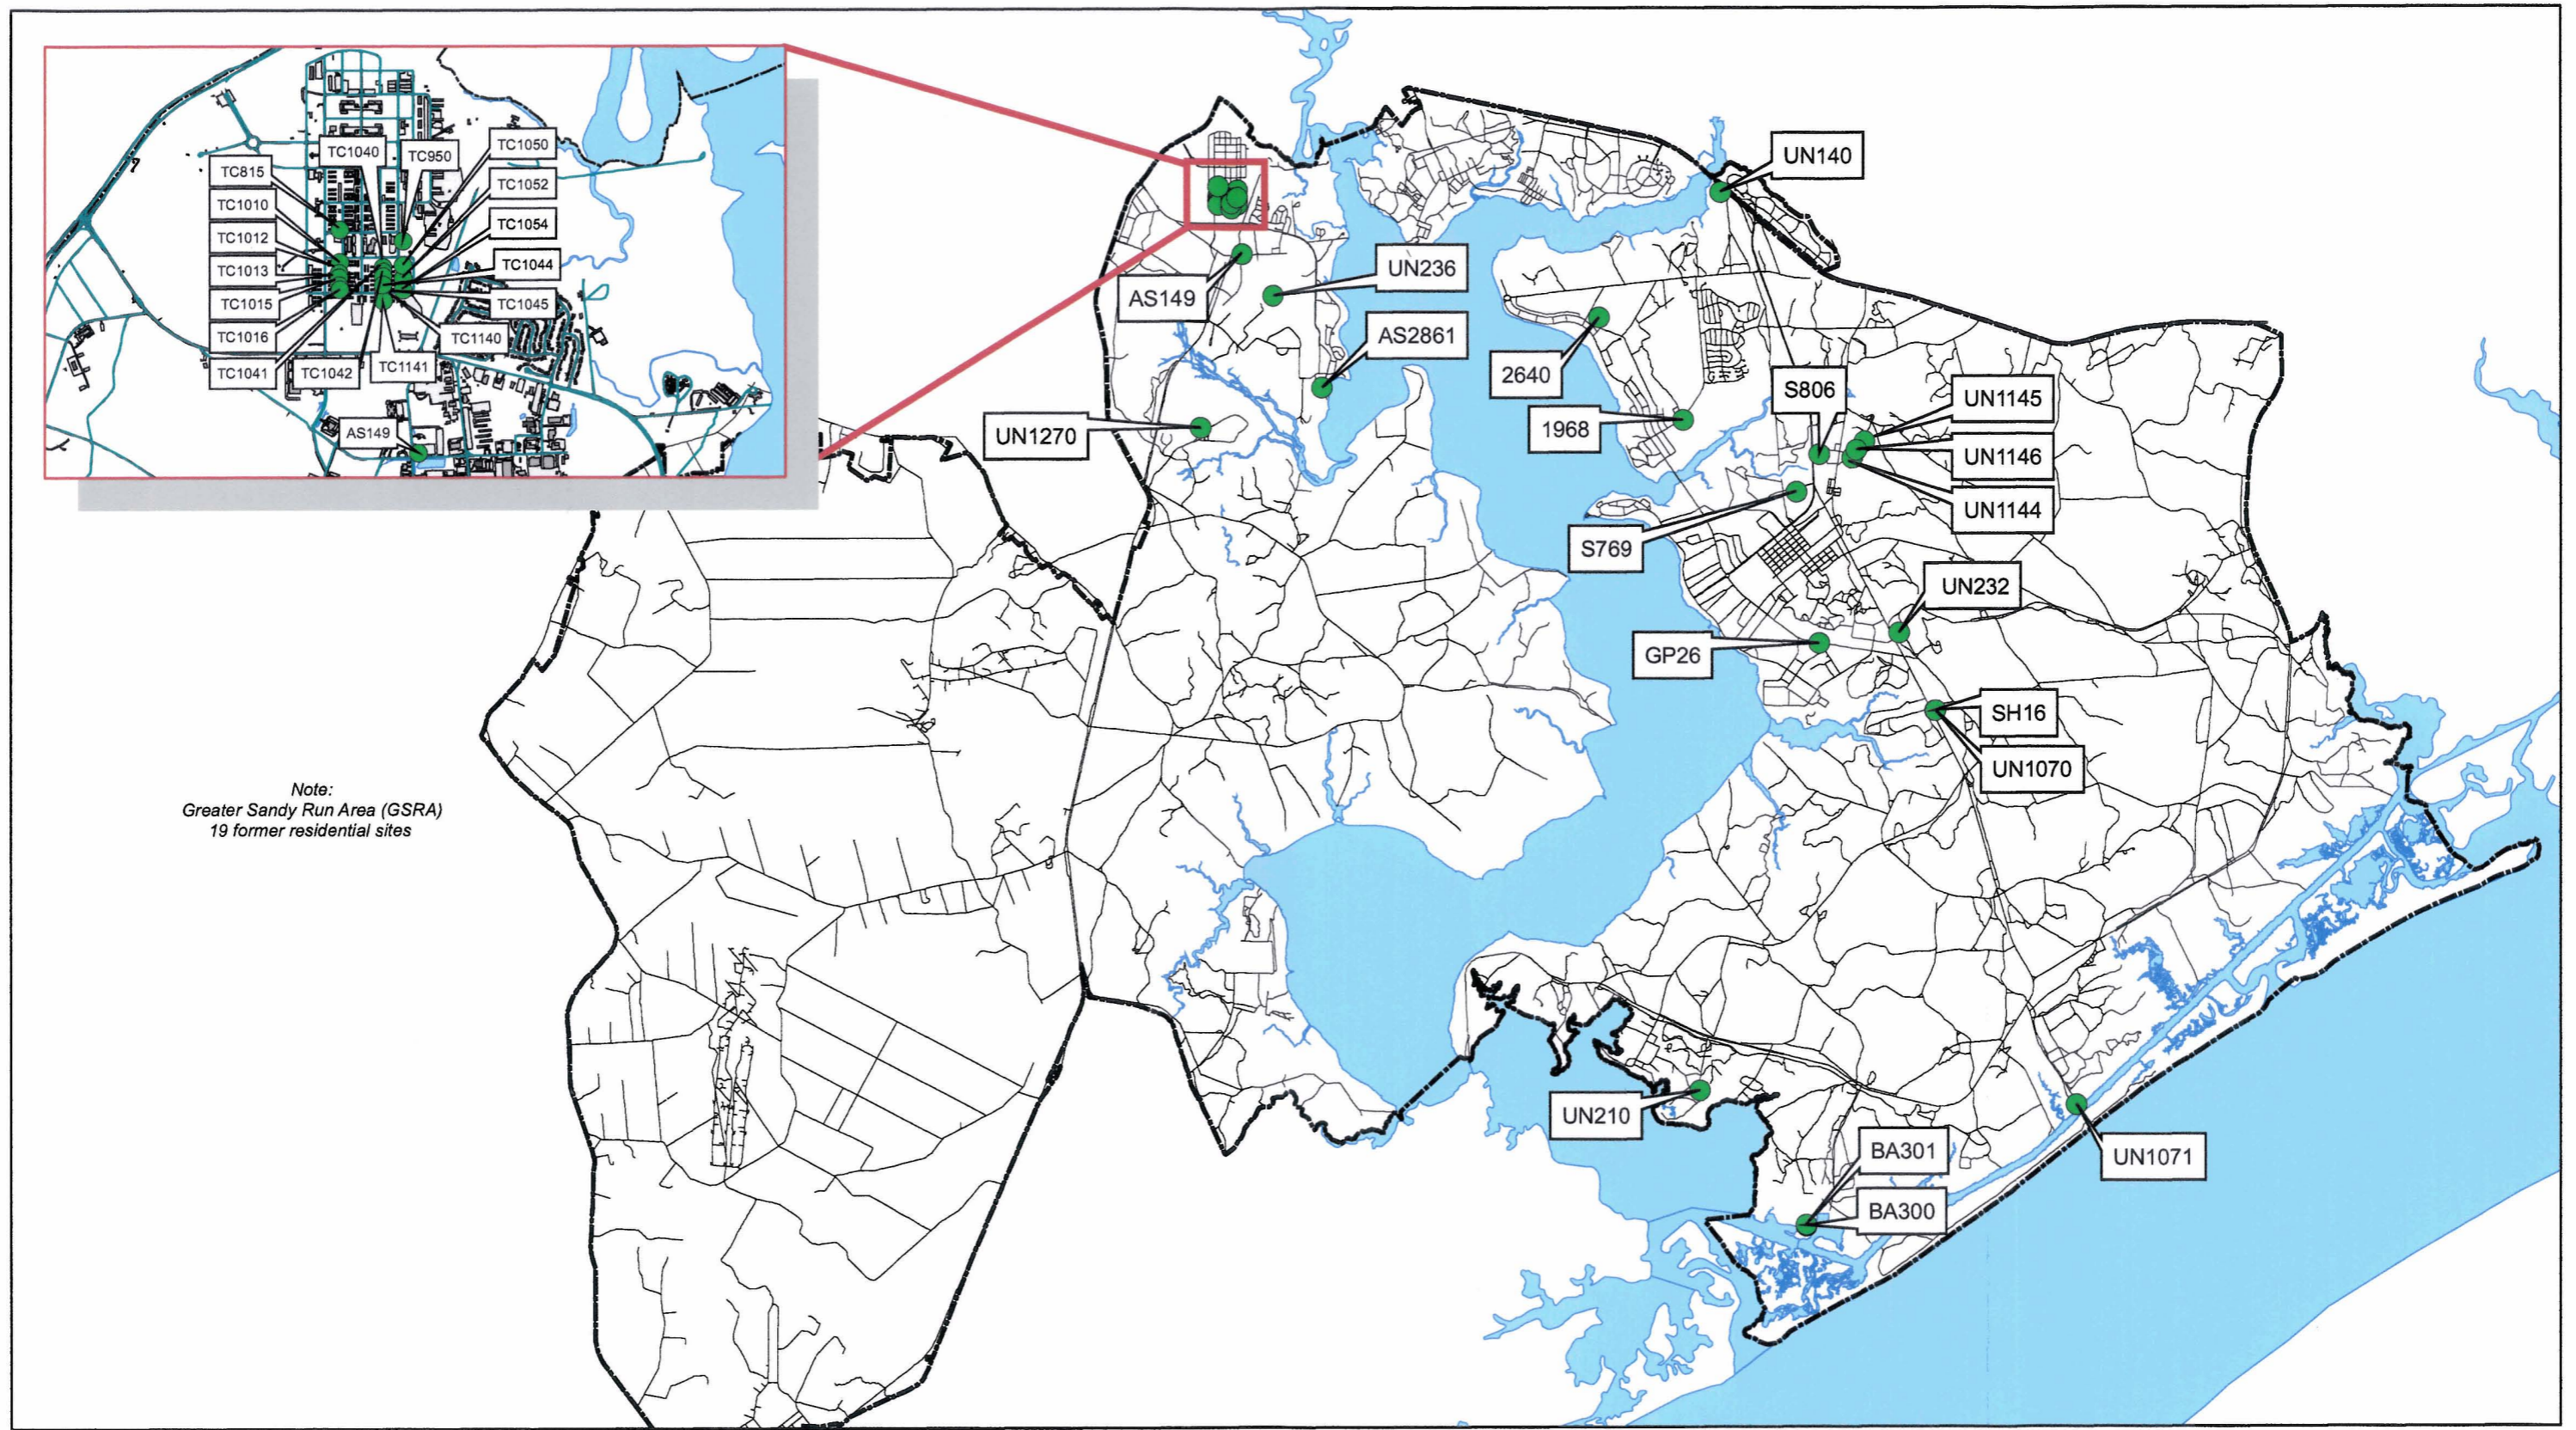 TC1040
TC950
TC1050
TC815
TC1052
TC1010
TC1054
TC1012
TC1013
TC1044
TC1015
TC1045
TC1016
TC1140
TC1041
TC1042
TC1141
AS149
UN140
AS149
UN236
AS2861
2640
UN1270
1968
S806
UN1145
UN1146
UN1144
S769
UN232
GP26
SH16
UN1070
Note:
Greater Sandy Run Area (GSRA)
19 former residential sites
UN210
BA301
UN1071
BA300